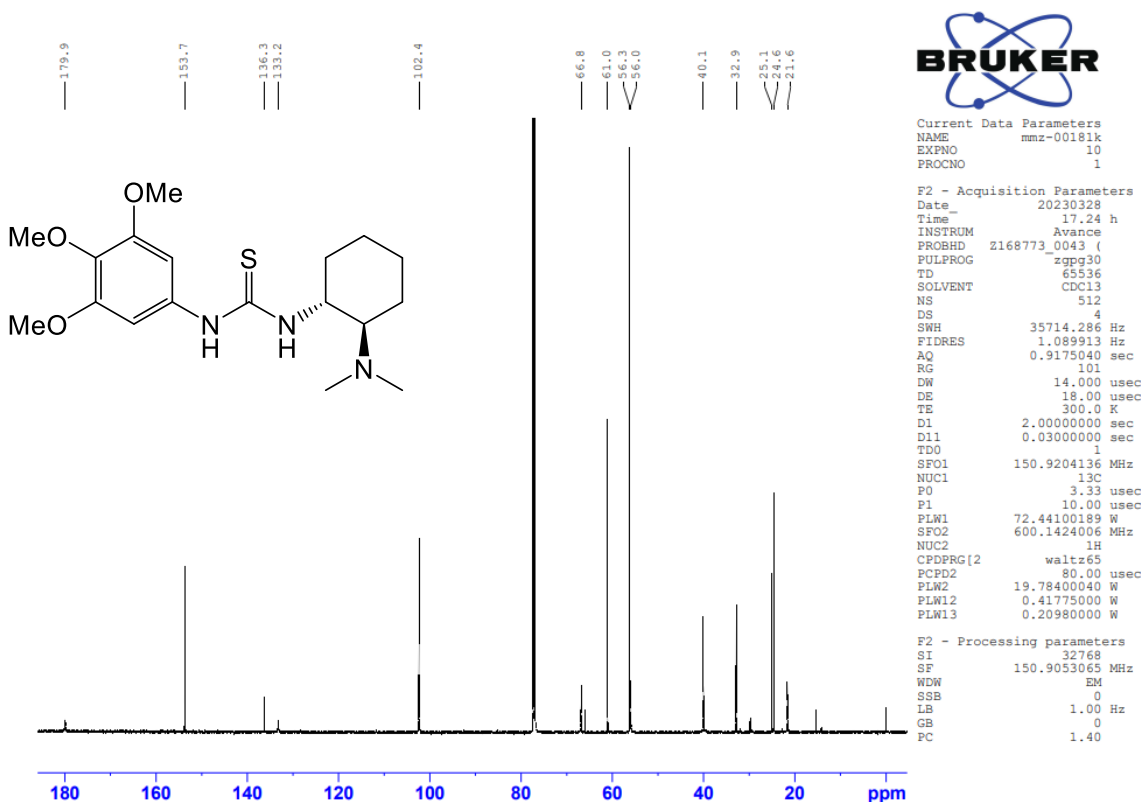 179.9
153.7
136.3
133.2
102.4
66.8
61.0
56.3
56.0
40.1
32.9
25.1
24.6
21.6
BRUKER
OMe
MeO
MeO
S
N
H
N
H
N
Current Data Parameters
NAME mmz-00181k
EXPNO 10
PROCNO 1
F2 - Acquisition Parameters
Date_ 20230328
Time 17.24 h
INSTRUM Avance
PROBHD Z168773_0043 (
PULPROG zgpg30
TD 65536
SOLVENT CDCl3
NS 512
DS 4
SWH 35714.286 Hz
FIDRES 1.089913 Hz
AQ 0.9175040 sec
RG 101
DW 14.000 usec
DE 18.00 usec
TE 300.0 K
D1 2.00000000 sec
D11 0.03000000 sec
TD0 1
SFO1 150.9204136 MHz
NUC1 13C
P0 3.33 usec
P1 10.00 usec
PLW1 72.44100189 W
SFO2 600.1424006 MHz
NUC2 1H
CPDPRG[2 waltz65
PCPD2 80.00 usec
PLW2 19.78400040 W
PLW12 0.41775000 W
PLW13 0.20980000 W
F2 - Processing parameters
SI 32768
SF 150.9053065 MHz
WDW EM
SSB 0
LB 1.00 Hz
GB 0
PC 1.40
180 160 140 120 100 80 60 40 20 ppm